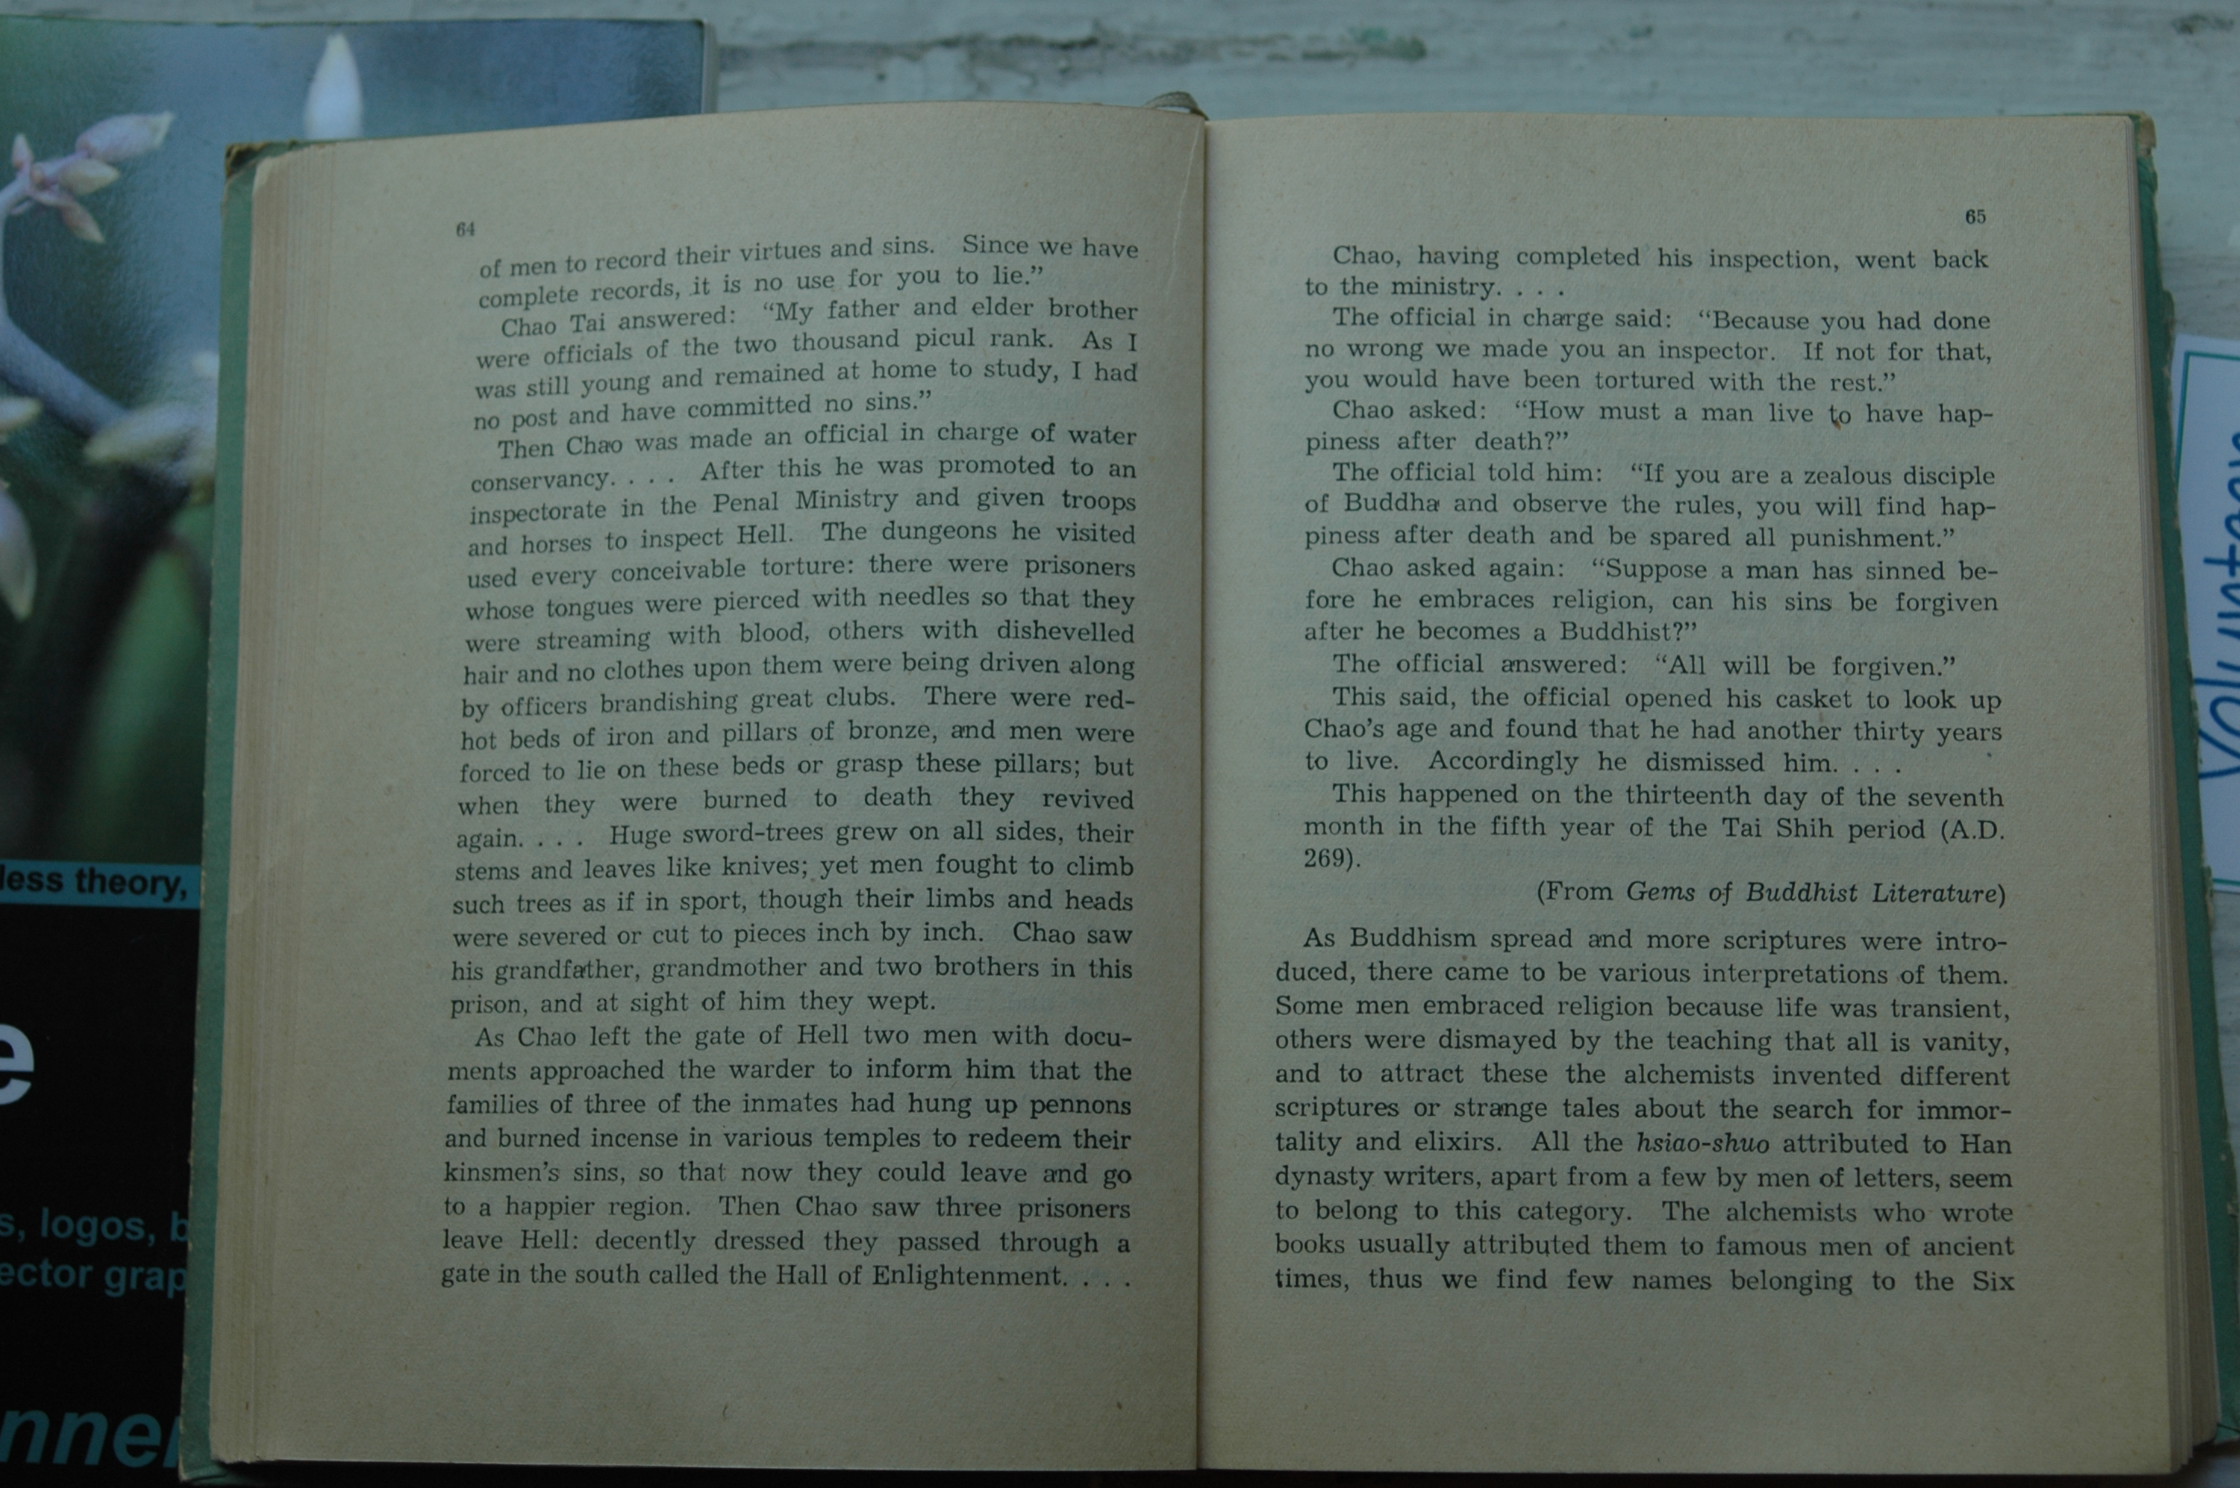 64
of men to record their virtues and sins. Since we have
complete records, it is no use for you to lie.”
Chao Tai answered: “My father and elder brother
were officials of the two thousand picul rank. As I
was still young and remained at home to study, I had
no post and have committed no sins.”
Then Chao was made an official in charge of water
conservancy. . . . After this he was promoted to an
inspectorate in the Penal Ministry and given troops
and horses to inspect Hell. The dungeons he visited
used every conceivable torture: there were prisoners
whose tongues were pierced with needles so that they
were streaming with blood, others with dishevelled
hair and no clothes upon them were being driven along
by officers brandishing great clubs. There were red-
hot beds of iron and pillars of bronze, and men were
forced to lie on these beds or grasp these pillars; but
when they were burned to death they revived
again. . . . Huge sword-trees grew on all sides, their
stems and leaves like knives; yet men fought to climb
such trees as if in sport, though their limbs and heads
were severed or cut to pieces inch by inch. Chao saw
his grandfather, grandmother and two brothers in this
prison, and at sight of him they wept.
As Chao left the gate of Hell two men with docu-
ments approached the warder to inform him that the
families of three of the inmates had hung up pennons
and burned incense in various temples to redeem their
kinsmen’s sins, so that now they could leave and go
to a happier region. Then Chao saw three prisoners
leave Hell: decently dressed they passed through a
gate in the south called the Hall of Enlightenment. . . .
65
Chao, having completed his inspection, went back
to the ministry. . . .
The official in charge said: “Because you had done
no wrong we made you an inspector. If not for that,
you would have been tortured with the rest.”
Chao asked: “How must a man live to have hap-
piness after death?”
The official told him: “If you are a zealous disciple
of Buddha and observe the rules, you will find hap-
piness after death and be spared all punishment.”
Chao asked again: “Suppose a man has sinned be-
fore he embraces religion, can his sins be forgiven
after he becomes a Buddhist?”
The official answered: “All will be forgiven.”
This said, the official opened his casket to look up
Chao’s age and found that he had another thirty years
to live. Accordingly he dismissed him. . . .
This happened on the thirteenth day of the seventh
month in the fifth year of the Tai Shih period (A.D.
269).
(From Gems of Buddhist Literature)
As Buddhism spread and more scriptures were intro-
duced, there came to be various interpretations of them.
Some men embraced religion because life was transient,
others were dismayed by the teaching that all is vanity,
and to attract these the alchemists invented different
scriptures or strange tales about the search for immor-
tality and elixirs. All the hsiao-shuo attributed to Han
dynasty writers, apart from a few by men of letters, seem
to belong to this category. The alchemists who wrote
books usually attributed them to famous men of ancient
times, thus we find few names belonging to the Six
less theory,
e
s, logos, b
ector grap
nner